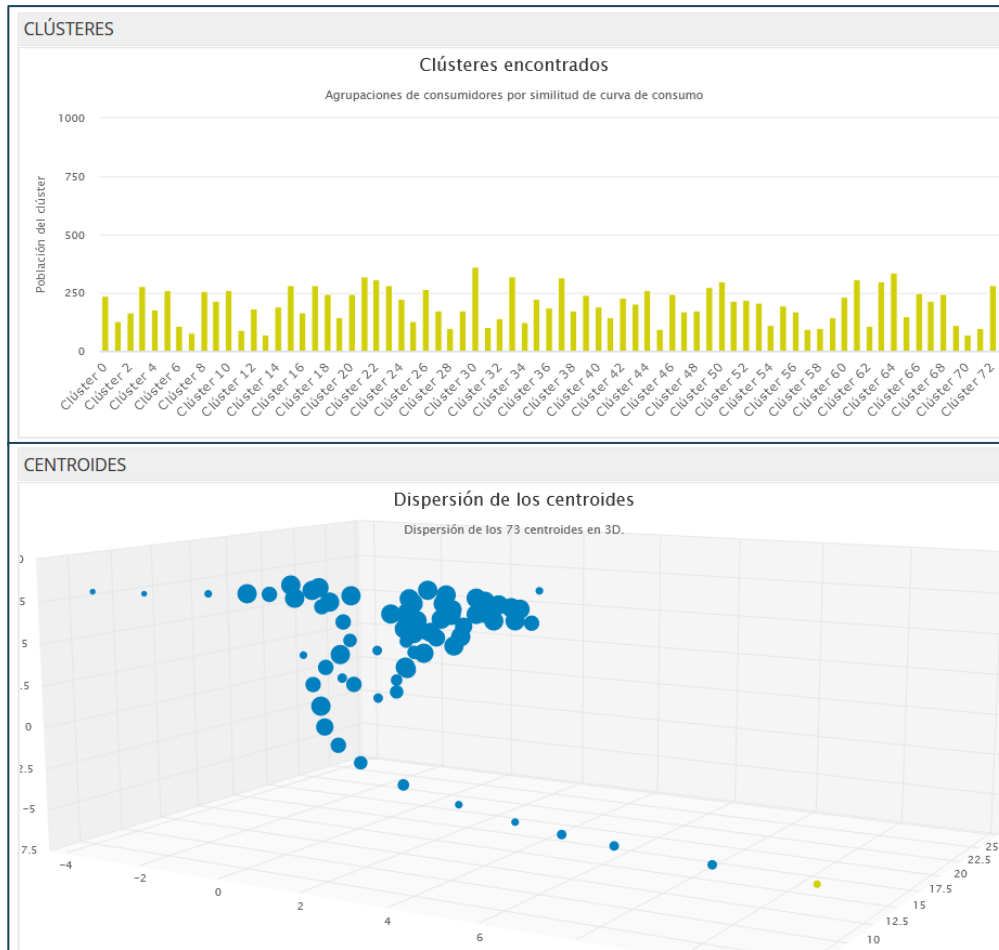 CLÚSTERES
Clústeres encontrados
Agrupaciones de consumidores por similitud de curva de consumo
Población del clúster
1000
750
500
250
0
Clúster 0
Clúster 2
Clúster 4
Clúster 6
Clúster 8
Clúster 10
Clúster 12
Clúster 14
Clúster 16
Clúster 18
Clúster 20
Clúster 22
Clúster 24
Clúster 26
Clúster 28
Clúster 30
Clúster 32
Clúster 34
Clúster 36
Clúster 38
Clúster 40
Clúster 42
Clúster 44
Clúster 46
Clúster 48
Clúster 50
Clúster 52
Clúster 54
Clúster 56
Clúster 58
Clúster 60
Clúster 62
Clúster 64
Clúster 66
Clúster 68
Clúster 70
Clúster 72
CENTROIDES
Dispersión de los centroides
Dispersión de los 73 centroides en 3D.
5
5
.5
0
2.5
−5
7.5
−4
−2
0
2
4
6
10
12.5
15
17.5
20
22.5
25